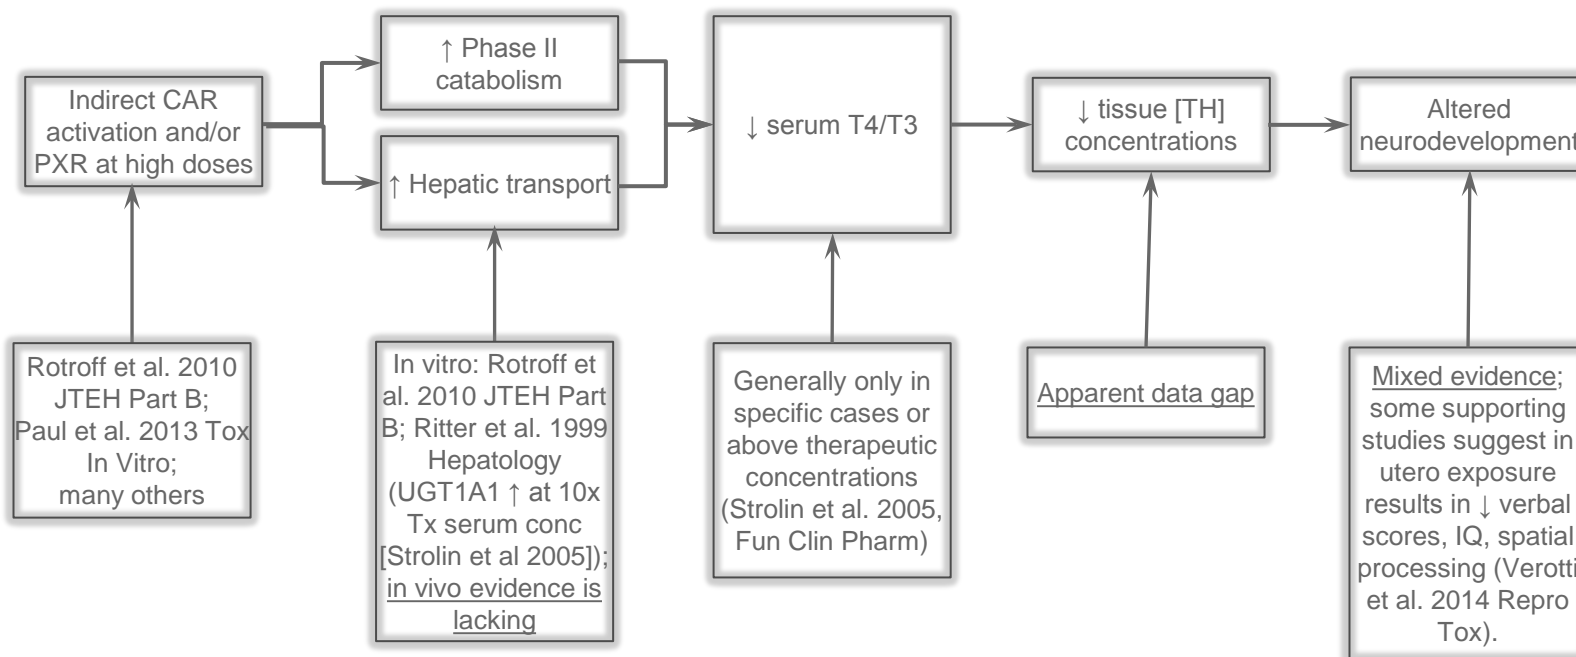 ↑ Phase II
catabolism
Indirect CAR
activation and/or
PXR at high doses
↑ Hepatic transport
↓ serum T4/T3
↓ tissue [TH]
concentrations
Altered
neurodevelopment
Rotroff et al. 2010
JTEH Part B;
Paul et al. 2013 Tox
In Vitro;
many others
In vitro: Rotroff et
al. 2010 JTEH Part
B; Ritter et al. 1999
Hepatology
(UGT1A1 ↑ at 10x
Tx serum conc
[Strolin et al 2005]);
in vivo evidence is
lacking
Generally only in
specific cases or
above therapeutic
concentrations
(Strolin et al. 2005,
Fun Clin Pharm)
Apparent data gap
Mixed evidence;
some supporting
studies suggest in
utero exposure
results in ↓ verbal
scores, IQ, spatial
processing (Verotti
et al. 2014 Repro
Tox).